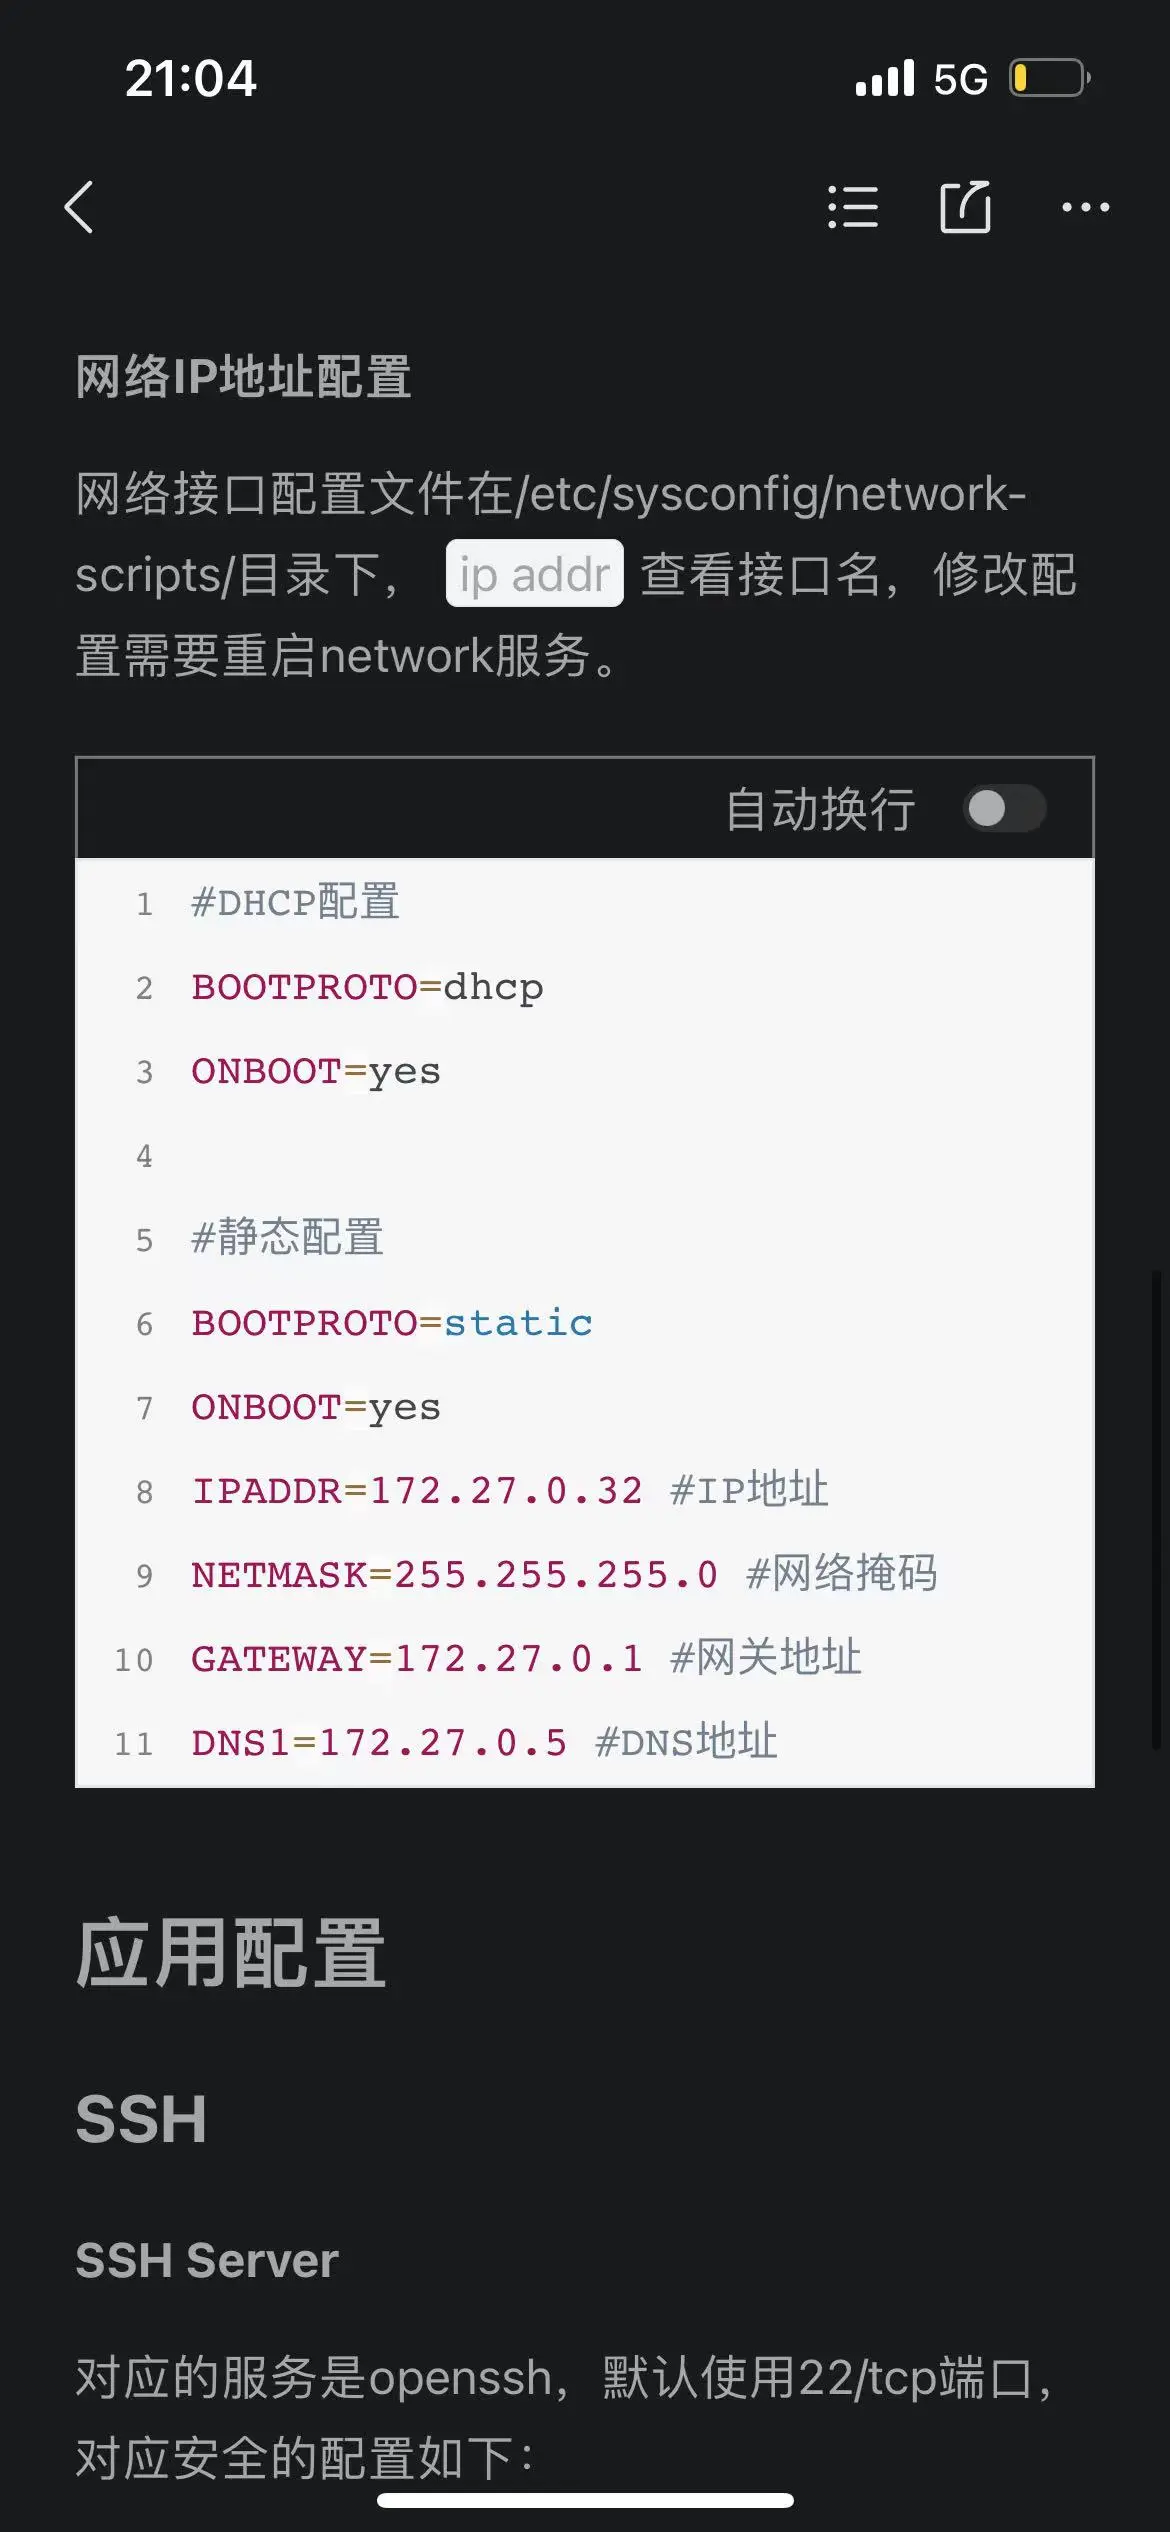 21:04
5G
网络IP地址配置
网络接口配置文件在/etc/sysconfig/network-
scripts/目录下， ip addr 查看接口名，修改配
置需要重启network服务。
自动换行
1 #DHCP配置
2 BOOTPROTO=dhcp
3 ONBOOT=yes
4
5 #静态配置
6 BOOTPROTO=static
7 ONBOOT=yes
8 IPADDR=172.27.0.32 #IP地址
9 NETMASK=255.255.255.0 #网络掩码
10 GATEWAY=172.27.0.1 #网关地址
11 DNS1=172.27.0.5 #DNS地址
应用配置
SSH
SSH Server
对应的服务是openssh，默认使用22/tcp端口，
对应安全的配置如下：